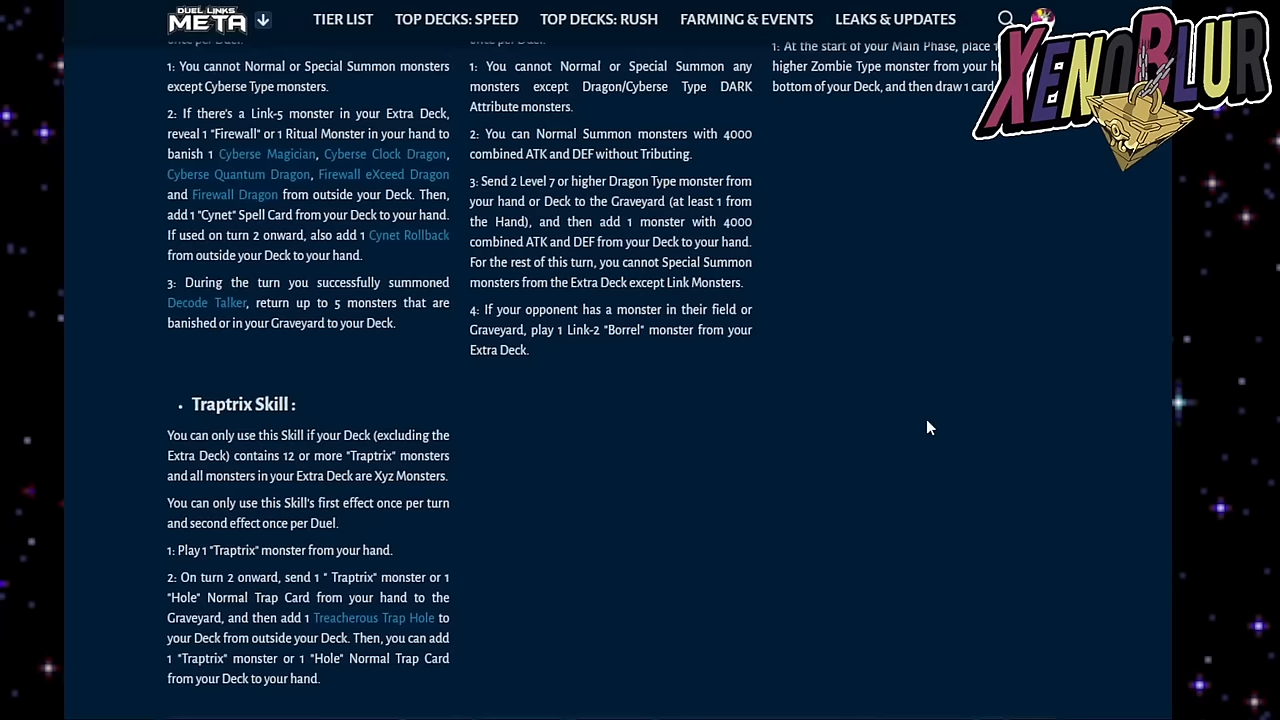 DUEL LINKS
META
TIER LIST
TOP DECKS: SPEED
TOP DECKS: RUSH
FARMING & EVENTS
LEAKS & UPDATES
XENOBLUR
once per Duel.
1: You cannot Normal or Special Summon monsters
except Cyberse Type monsters.
2: If there's a Link-5 monster in your Extra Deck,
reveal 1 "Firewall" or 1 Ritual Monster in your hand to
banish 1 Cyberse Magician, Cyberse Clock Dragon,
Cyberse Quantum Dragon, Firewall eXceed Dragon
and Firewall Dragon from outside your Deck. Then,
add 1 "Cynet" Spell Card from your Deck to your hand.
If used on turn 2 onward, also add 1 Cynet Rollback
from outside your Deck to your hand.
3: During the turn you successfully summoned
Decode Talker, return up to 5 monsters that are
banished or in your Graveyard to your Deck.
once per Duel.
1: You cannot Normal or Special Summon any
monsters except Dragon/Cyberse Type DARK
Attribute monsters.
2: You can Normal Summon monsters with 4000
combined ATK and DEF without Tributing.
3: Send 2 Level 7 or higher Dragon Type monster from
your hand or Deck to the Graveyard (at least 1 from
the Hand), and then add 1 monster with 4000
combined ATK and DEF from your Deck to your hand.
For the rest of this turn, you cannot Special Summon
monsters from the Extra Deck except Link Monsters.
4: If your opponent has a monster in their field or
Graveyard, play 1 Link-2 "Borrel" monster from your
Extra Deck.
1: At the start of your Main Phase, place
higher Zombie Type monster from your
bottom of your Deck, and then draw 1 card
• Traptrix Skill :
You can only use this Skill if your Deck (excluding the
Extra Deck) contains 12 or more "Traptrix" monsters
and all monsters in your Extra Deck are Xyz Monsters.
You can only use this Skill's first effect once per turn
and second effect once per Duel.
1: Play 1 "Traptrix" monster from your hand.
2: On turn 2 onward, send 1 " Traptrix" monster or 1
"Hole" Normal Trap Card from your hand to the
Graveyard, and then add 1 Treacherous Trap Hole to
your Deck from outside your Deck. Then, you can add
1 "Traptrix" monster or 1 "Hole" Normal Trap Card
from your Deck to your hand.